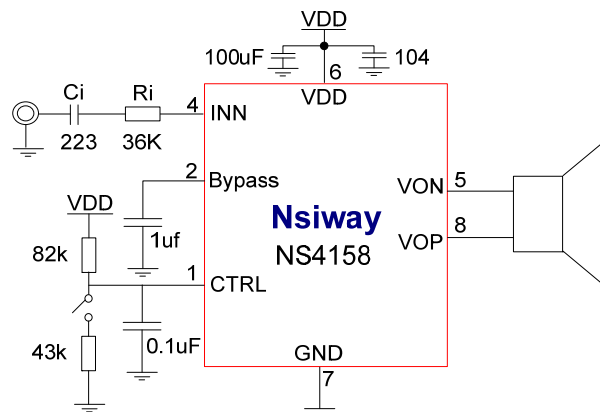 VDD
100uF
104
6
VDD
Ci
Ri
4
INN
223
36K
2
Bypass
VON
5
VDD
1uf
Nsiway
NS4158
VOP
8
82k
1
CTRL
43k
0.1uF
GND
7